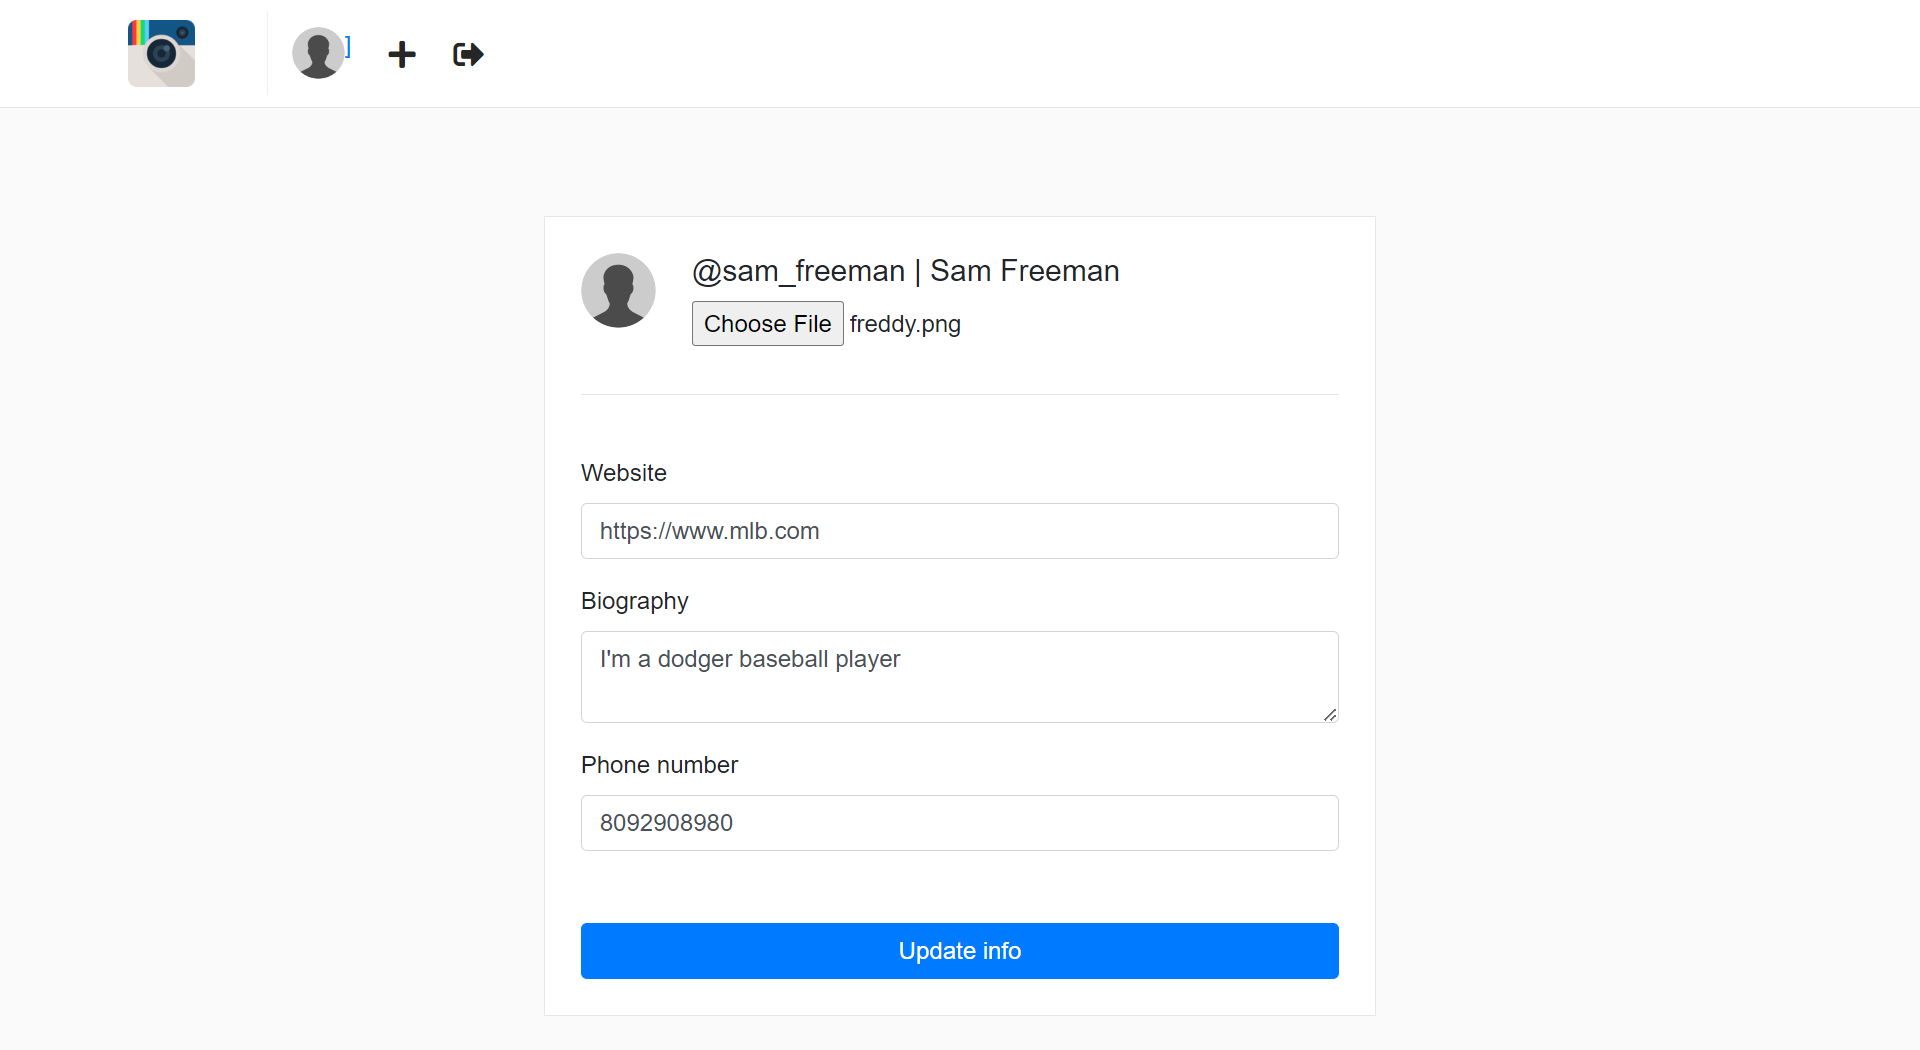 ]
@sam_freeman | Sam Freeman
Choose File freddy.png
Website
https://www.mlb.com
Biography
I'm a dodger baseball player
Phone number
8092908980
Update info